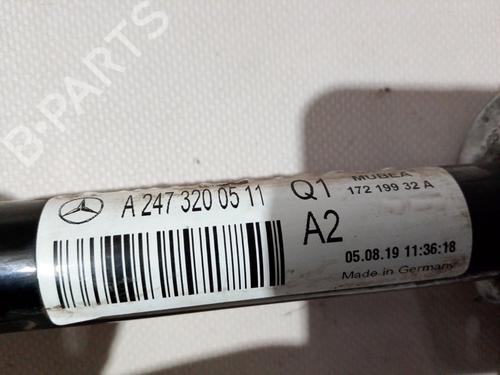 B-PARTS
A 247 320 05 11
Q1
MUBEA
172 199 32 A
A2
05.08.19 11:36:18
Made in Germany